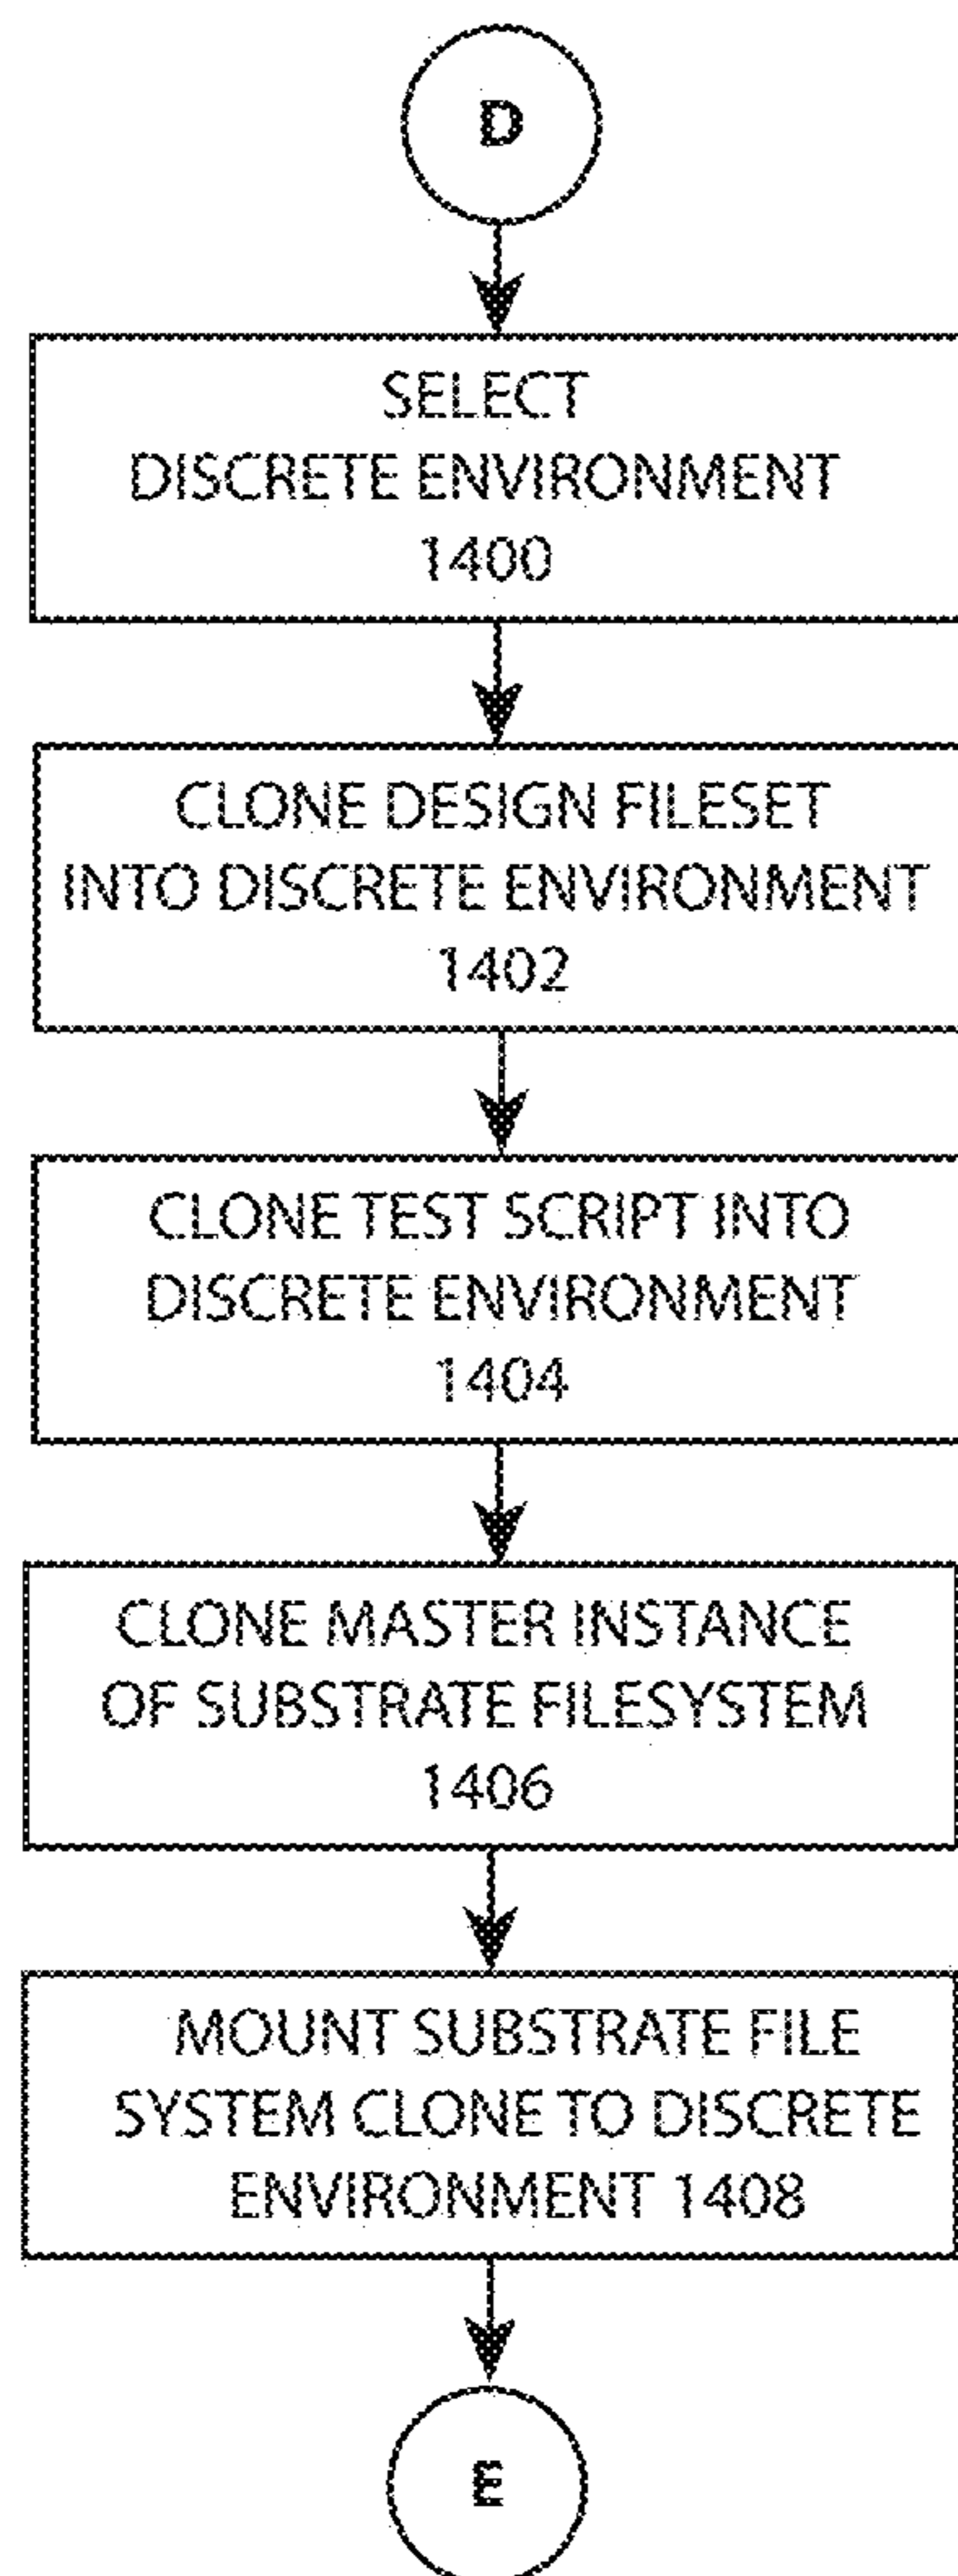 D
SELECT
DISCRETE ENVIRONMENT
1400
CLONE DESIGN FILESET
INTO DISCRETE ENVIRONMENT
1402
CLONE TEST SCRIPT INTO
DISCRETE ENVIRONMENT
1404
CLONE MASTER INSTANCE
OF SUBSTRATE FILESYSTEM
1406
MOUNT SUBSTRATE FILE
SYSTEM CLONE TO DISCRETE
ENVIRONMENT 1408
E